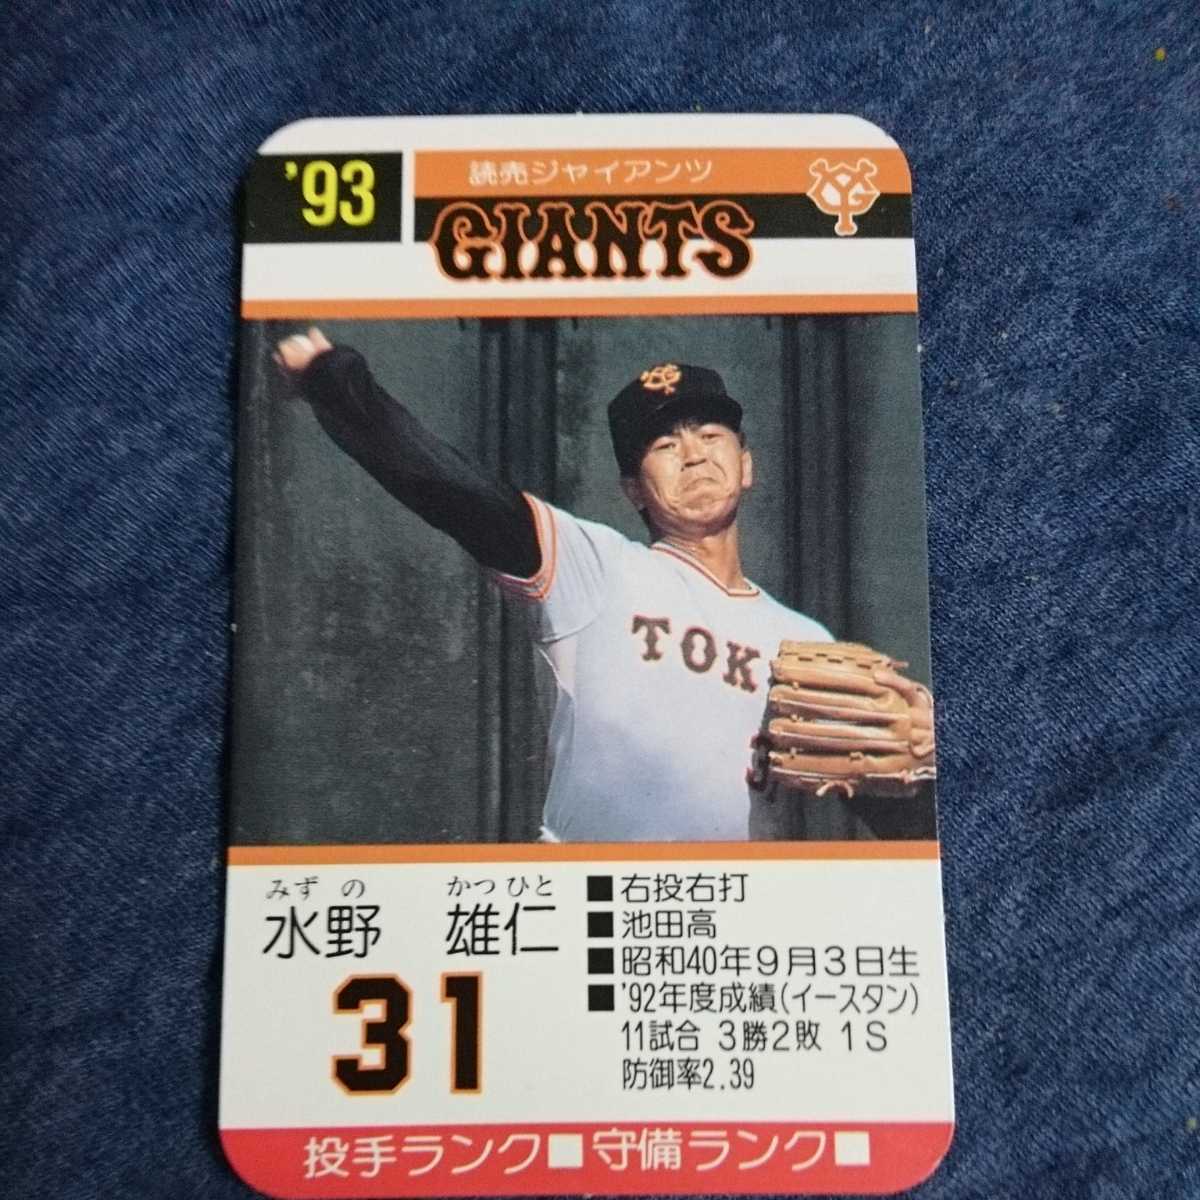 '93
読売ジャイアンツ
GIANTS
YG
YG
TOK
3
みずの かつひと
水野 雄仁
31
■右投右打
■池田高
■昭和40年9月3日生
■'92年度成績(イースタン)
11試合 3勝2敗 1S
防御率2.39
投手ランク■守備ランク■